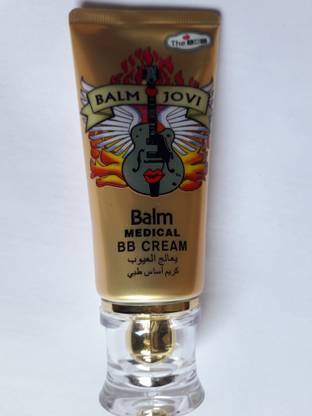 The
BALM JOVI
Balm
MEDICAL
BB CREAM
يعالج العيوب
كريم أساس طبي